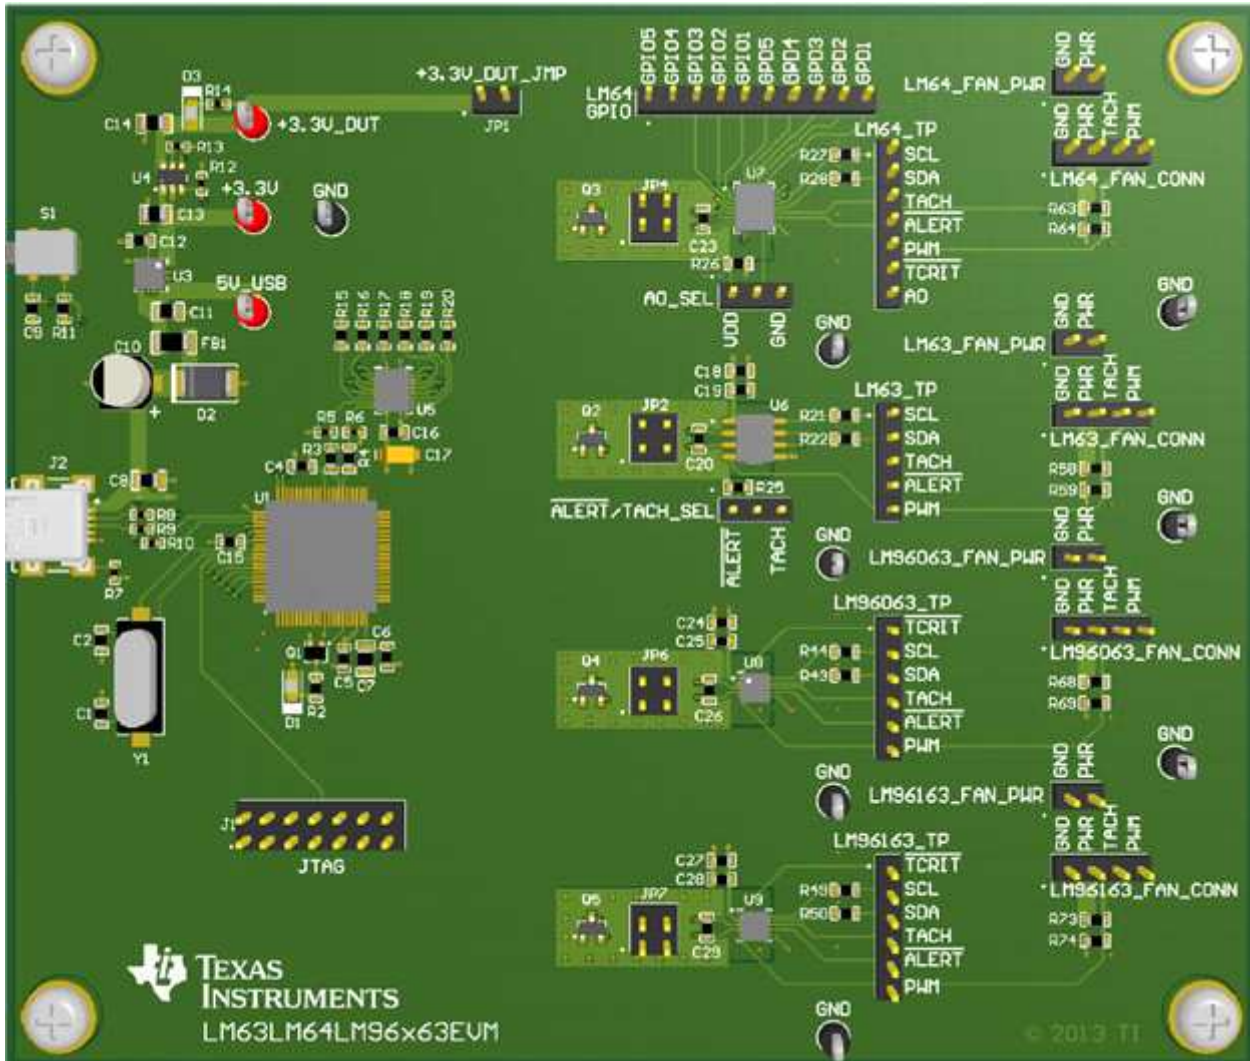 GPIO5
GPIO4
GPIO3
GPIO2
GPIO1
GPD5
GPD4
GPD3
GPD2
GPD1
GND
PWR
LM64_FAN_PWR
+3.3V_DUT_JMP
JP1
LM64
GPIO
D3
R14
C14
+3.3V_DUT
R13
U4
R12
+3.3V
GND
C13
S1
C12
U3
5V_USB
C9
R11
C11
FB1
C10
+
D2
R15
R16
R17
R18
R19
R20
U5
R5
R6
C16
C4
R3
R4
C17
J2
C8
U1
R8
R9
R10
C15
R7
C2
C1
Y1
Q1
C5
C7
C6
D1
R2
J1
JTAG
LM64_TP
R27
R28
SCL
SDA
TACH
ALERT
PWM
TCRIT
A0
Q3
JP4
C23
U7
R26
A0_SEL
VDD
GND
GND
PWR
TACH
PWM
LM64_FAN_CONN
R63
R64
GND
GND
GND
PWR
LM63_FAN_PWR
C18
C19
LM63_TP
Q2
JP2
C20
U6
R21
R22
SCL
SDA
TACH
ALERT
PWM
R25
ALERT/TACH_SEL
ALERT
TACH
GND
PWR
TACH
PWM
LM63_FAN_CONN
R58
R59
GND
GND
LM96063_FAN_PWR
GND
PWR
TACH
PWM
LM96063_FAN_CONN
LM96063_TP
C24
C25
Q4
JP6
C26
U8
R44
R43
TCRIT
SCL
SDA
TACH
ALERT
PWM
R68
R69
GND
GND
GND
PWR
LM96163_FAN_PWR
LM96163_TP
GND
PWR
TACH
PWM
LM96163_FAN_CONN
C27
C28
Q5
JP7
C29
U9
R49
R50
TCRIT
SCL
SDA
TACH
ALERT
PWM
R73
R74
GND
TEXAS
INSTRUMENTS
LM63LM64LM96x63EVM
© 2013 TI